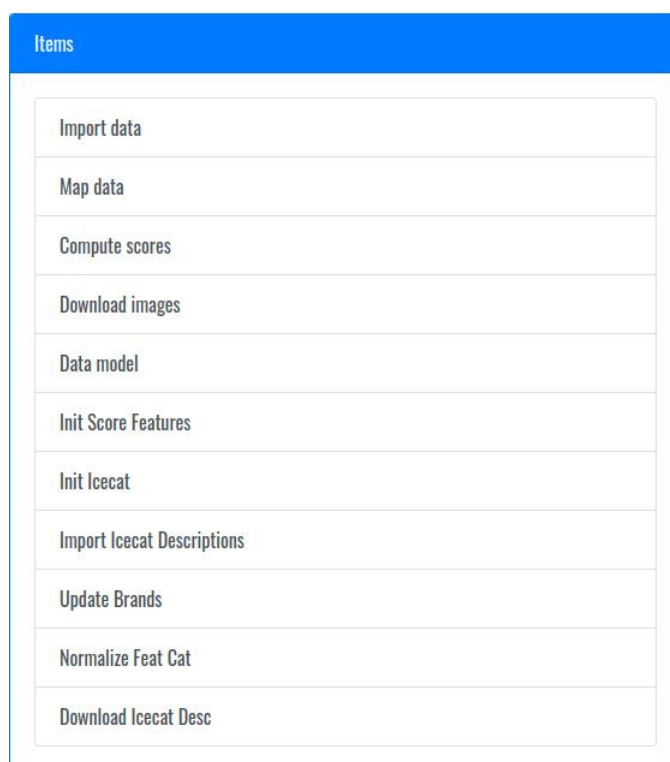 Items
Import data
Map data
Compute scores
Download images
Data model
Init Score Features
Init Icecat
Import Icecat Descriptions
Update Brands
Normalize Feat Cat
Download Icecat Desc